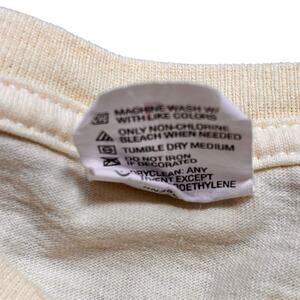 MACHINE WASH W/
WITH LIKE COLORS
ONLY NON-CHLORINE
BLEACH WHEN NEEDED
TUMBLE DRY MEDIUM
DO NOT IRON
IF DECORATED
DRYCLEAN: ANY
EXCEPT